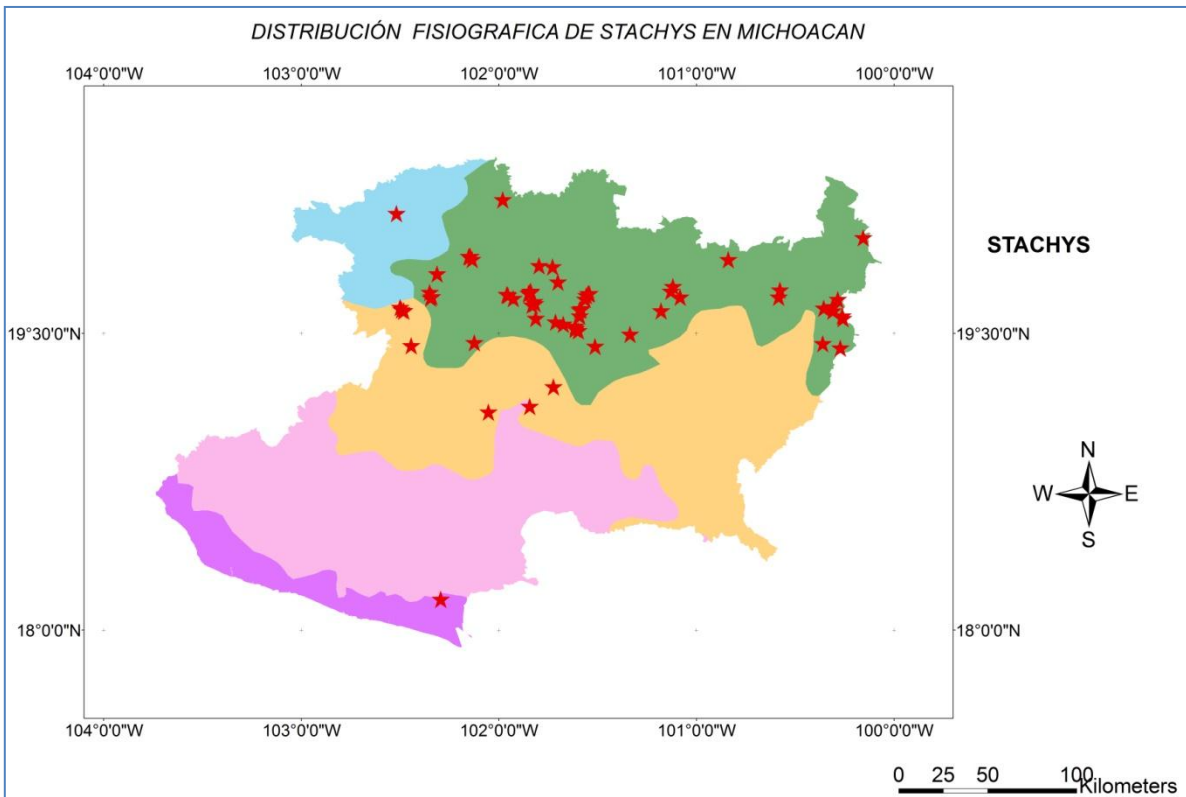 DISTRIBUCIÓN FISIOGRAFICA DE STACHYS EN MICHOACAN
104°0'0"W 103°0'0"W 102°0'0"W 101°0'0"W 100°0'0"W
STACHYS
19°30'0"N 19°30'0"N
N
W E
S
18°0'0"N 18°0'0"N
104°0'0"W 103°0'0"W 102°0'0"W 101°0'0"W 100°0'0"W
0 25 50 100
Kilometers